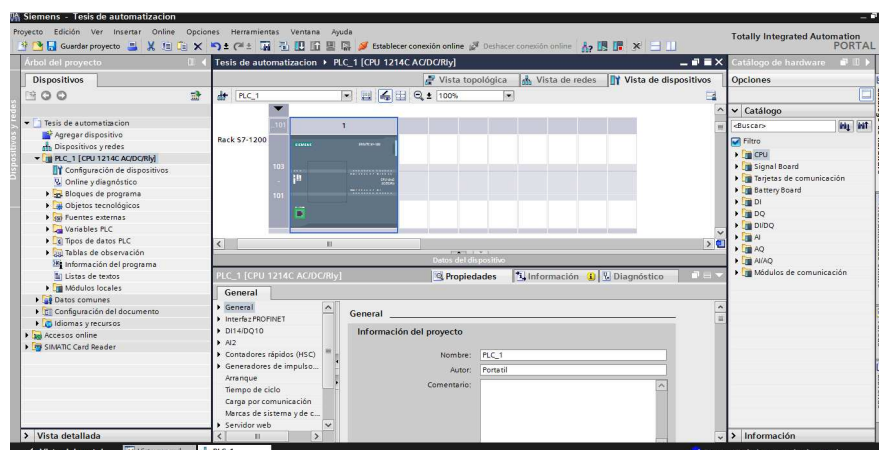 Siemens - Tesis de automatizacion
Proyecto Edición Ver Insertar Online Opciones Herramientas Ventana Ayuda
Guardar proyecto Establecer conexión online Deshacer conexión online
Totally Integrated Automation
PORTAL
Árbol del proyecto
Dispositivos
Dispositivos y redes
Tesis de automatizacion
Agregar dispositivo
Dispositivos y redes
PLC_1 [CPU 1214C AC/DC/Rly]
Configuración de dispositivos
Online y diagnóstico
Bloques de programa
Objetos tecnológicos
Fuentes externas
Variables PLC
Tipos de datos PLC
Tablas de observación
Información del programa
Listas de textos
Módulos locales
Datos comunes
Configuración del documento
Idiomas y recursos
Accesos online
SIMATIC Card Reader
Vista detallada
Tesis de automatizacion PLC_1 [CPU 1214C AC/DC/Rly]
Vista topológica Vista de redes Vista de dispositivos
PLC_1 100%
Rack S7-1200
101 1
SIEMENS
103
101
Datos del dispositivo
PLC_1 [CPU 1214C AC/DC/Rly]
Propiedades Información Diagnóstico
General
General
Interfaz PROFINET
DI14/DQ10
AI2
Contadores rápidos (HSC)
Generadores de impulso...
Arranque
Tiempo de ciclo
Carga por comunicación
Marcas de sistema y de c...
Servidor web
General
Información del proyecto
Nombre: PLC_1
Autor: Portatil
Comentario:
Catálogo de hardware
Opciones
Catálogo
<Buscar>
Filtro
CPU
Signal Board
Tarjetas de comunicación
Battery Board
DI
DQ
DI/DQ
AI
AQ
AI/AQ
Módulos de comunicación
Información